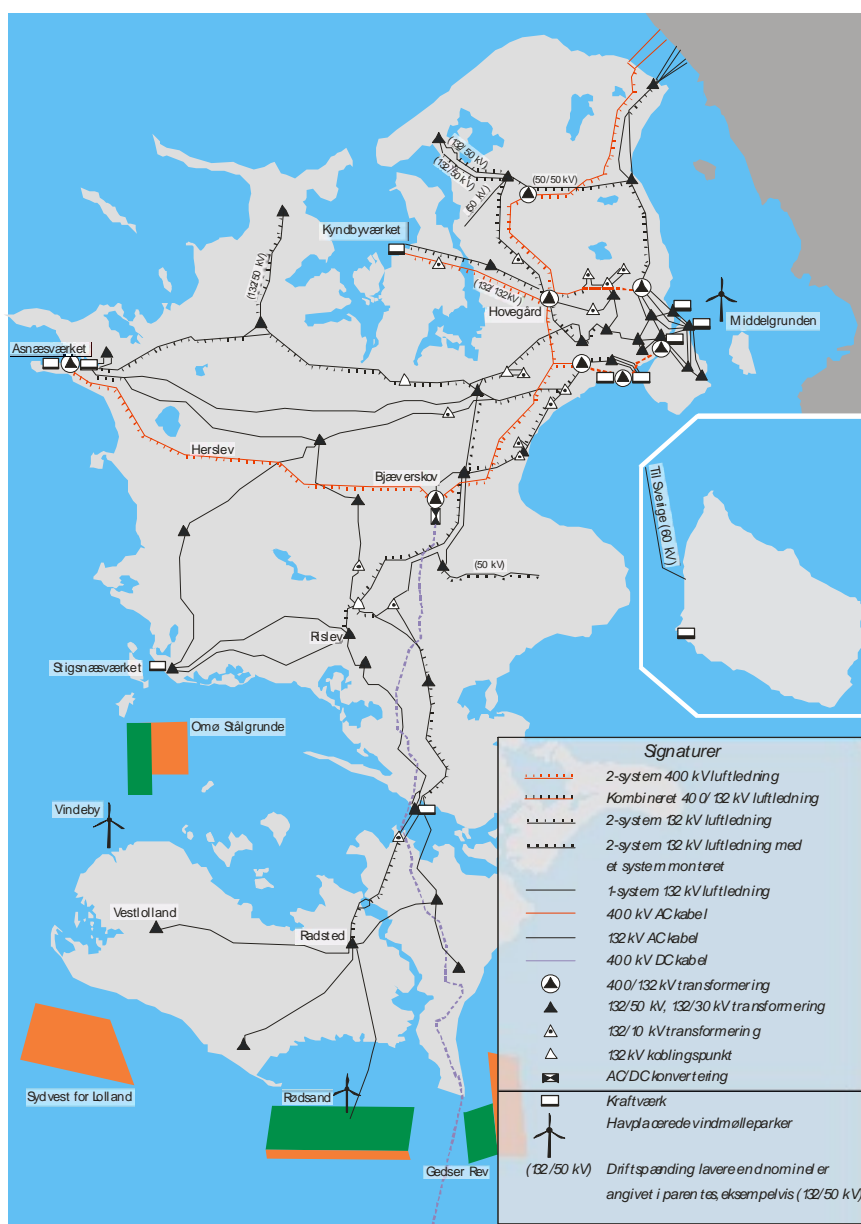 (132/50 kV)
(132/50 kV)
(50/50 kV)
(50 kV)
Kyndbyværket
(132/50 kV)
(132/132kV)
Hovegård
Middelgrunden
Asnæsværket
Herslev
Bjæverskov
Til Sverige (60 kV)
(50 kV)
Rislev
Stigsnæsværket
Omø Stålgrunde
Vindeby
Vestlolland
Radsted
Sydvest for Lolland
Rødsand
Gedser Rev
Signaturer
2-system 400 kV luftledning
Kombineret 400/132 kV luftledning
2-system 132 kV luftledning
2-system 132 kV luftledning med
et system monteret
1-system 132 kV luftledning
400 kV AC kabel
132 kV AC kabel
400 kV DC kabel
400/132 kV transformering
132/50 kV, 132/30 kV transformering
132/10 kV transformering
132 kV koblingspunkt
AC/DC konvertering
Kraftværk
Havplacerede vindmølleparker
(132/50 kV) Driftspænding lavere end nominel er
angivet i parentes, eksempelvis (132/50 kV)